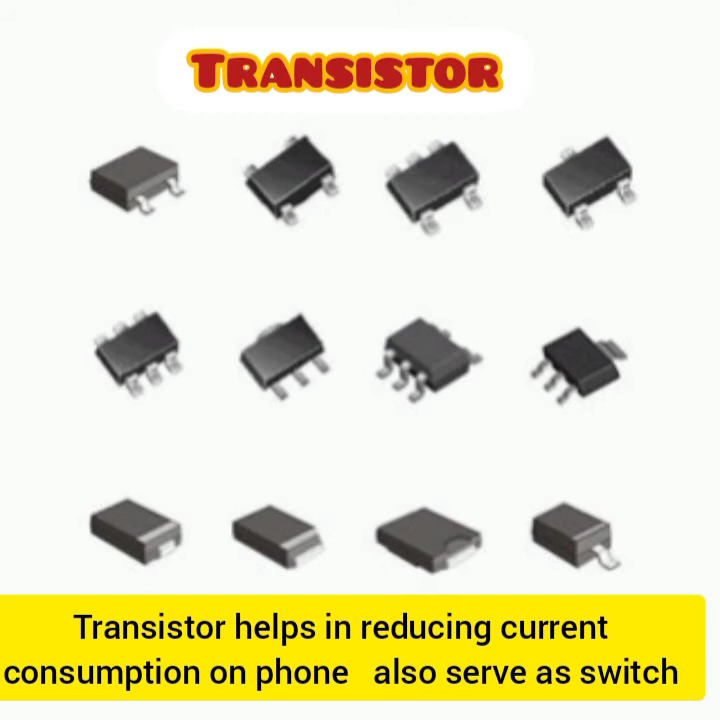 Transistor
Transistor helps in reducing current
consumption on phone also serve as switch